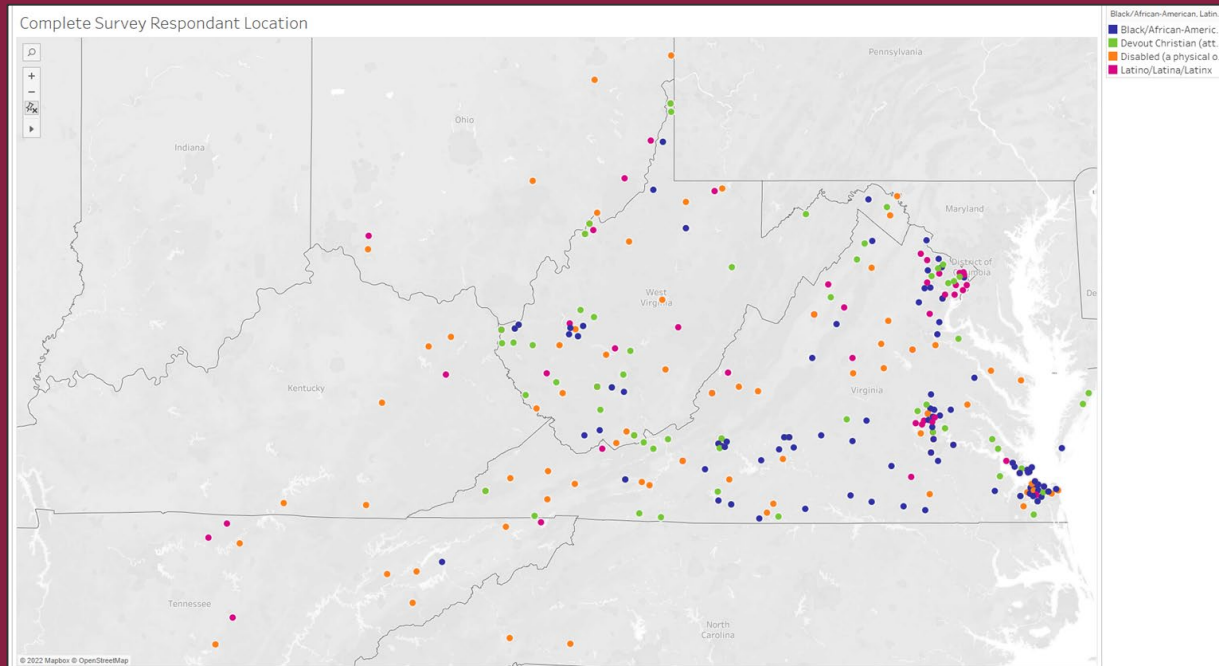 Complete Survey Respondant Location
Black/African-American, Latin..
Black/African-Americ..
Devout Christian (att..
Disabled (a physical o..
Latino/Latina/Latinx
Pennsylvania
Ohio
Indiana
Maryland
District of
Columbia
De
West
Virginia
Kentucky
Virginia
Tennessee
North
Carolina
© 2022 Mapbox © OpenStreetMap